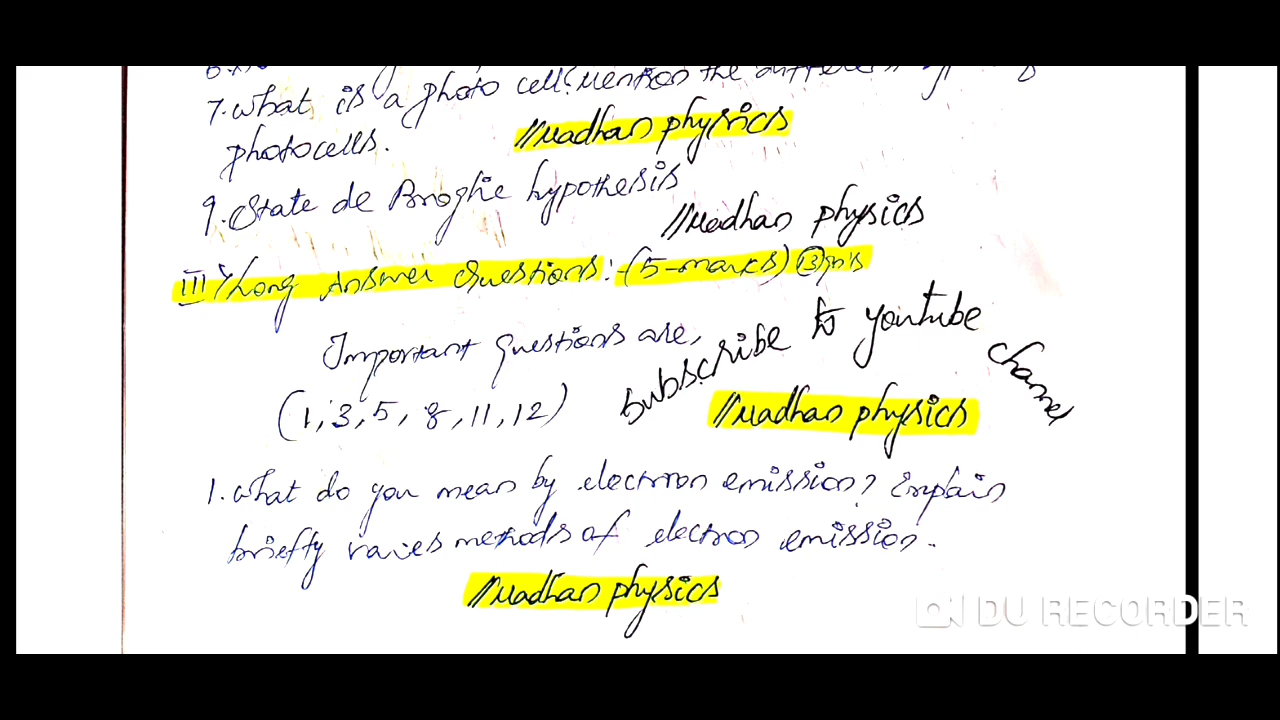 7. What is a photo cell? Mention the different
photocells.
//Madhan physics
9. State de Broglie hypothesis
//Madhan physics
III Long Answer Questions:- (5-marks) ③
Important Questions are,
(1, 3, 5, 8, 11, 12)
Subscribe to youtube channel
//Madhan physics
1. What do you mean by electron emission? Explain
briefly methods of electron emission.
//Madhan physics
DU RECORDER